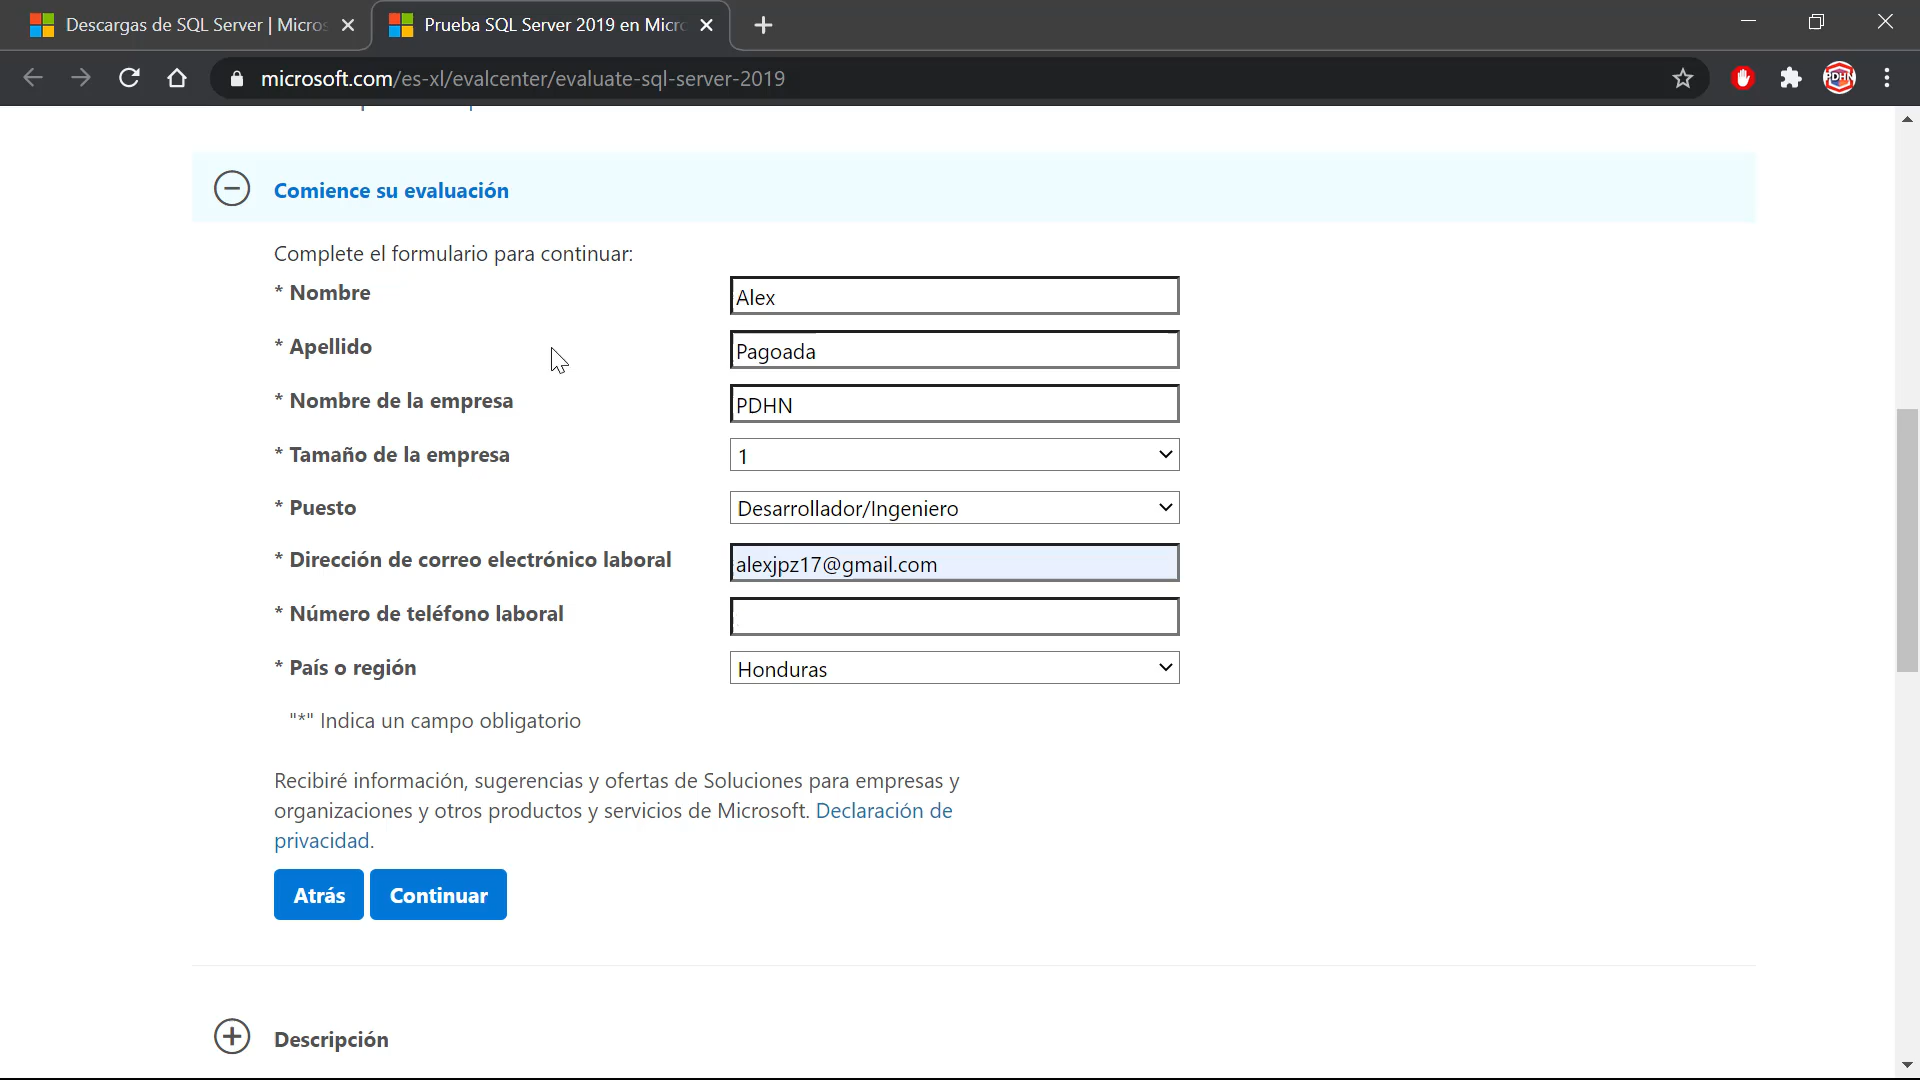 Descargas de SQL Server | Micros
Prueba SQL Server 2019 en Micro
microsoft.com/es-xl/evalcenter/evaluate-sql-server-2019
PDHN
Comience su evaluación
Complete el formulario para continuar:
* Nombre
Alex
* Apellido
Pagoada
* Nombre de la empresa
PDHN
* Tamaño de la empresa
1
* Puesto
Desarrollador/Ingeniero
* Dirección de correo electrónico laboral
alexjpz17@gmail.com
* Número de teléfono laboral
* País o región
Honduras
"*" Indica un campo obligatorio
Recibiré información, sugerencias y ofertas de Soluciones para empresas y
organizaciones y otros productos y servicios de Microsoft. Declaración de
privacidad.
Atrás
Continuar
Descripción